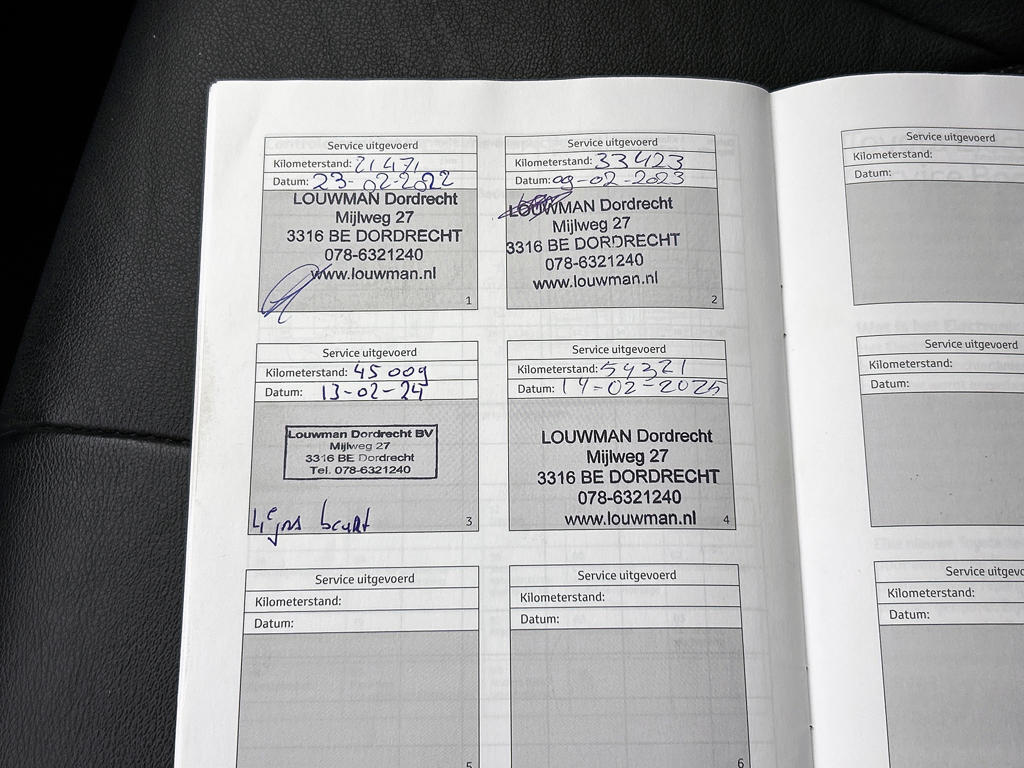 Service uitgevoerd
Kilometerstand: 21471
Datum: 23-02-2022
LOUWMAN Dordrecht
Mijlweg 27
3316 BE DORDRECHT
078-6321240
www.louwman.nl
1
Service uitgevoerd
Kilometerstand: 33423
Datum: 09-02-2023
LOUWMAN Dordrecht
Mijlweg 27
3316 BE DORDRECHT
078-6321240
www.louwman.nl
2
Service uitgevoerd
Kilometerstand: 45009
Datum: 13-02-24
Louwman Dordrecht BV
Mijlweg 27
3316 BE Dordrecht
Tel. 078-6321240
4e jrs beurt
3
Service uitgevoerd
Kilometerstand: 54321
Datum: 14-02-2025
LOUWMAN Dordrecht
Mijlweg 27
3316 BE DORDRECHT
078-6321240
www.louwman.nl
4
Service uitgevoerd
Kilometerstand:
Datum:
5
Service uitgevoerd
Kilometerstand:
Datum:
6
Service uitgevoerd
Kilometerstand:
Datum:
Service uitgevoerd
Kilometerstand:
Datum:
Service uitgevo
Kilometerstand:
Datum: